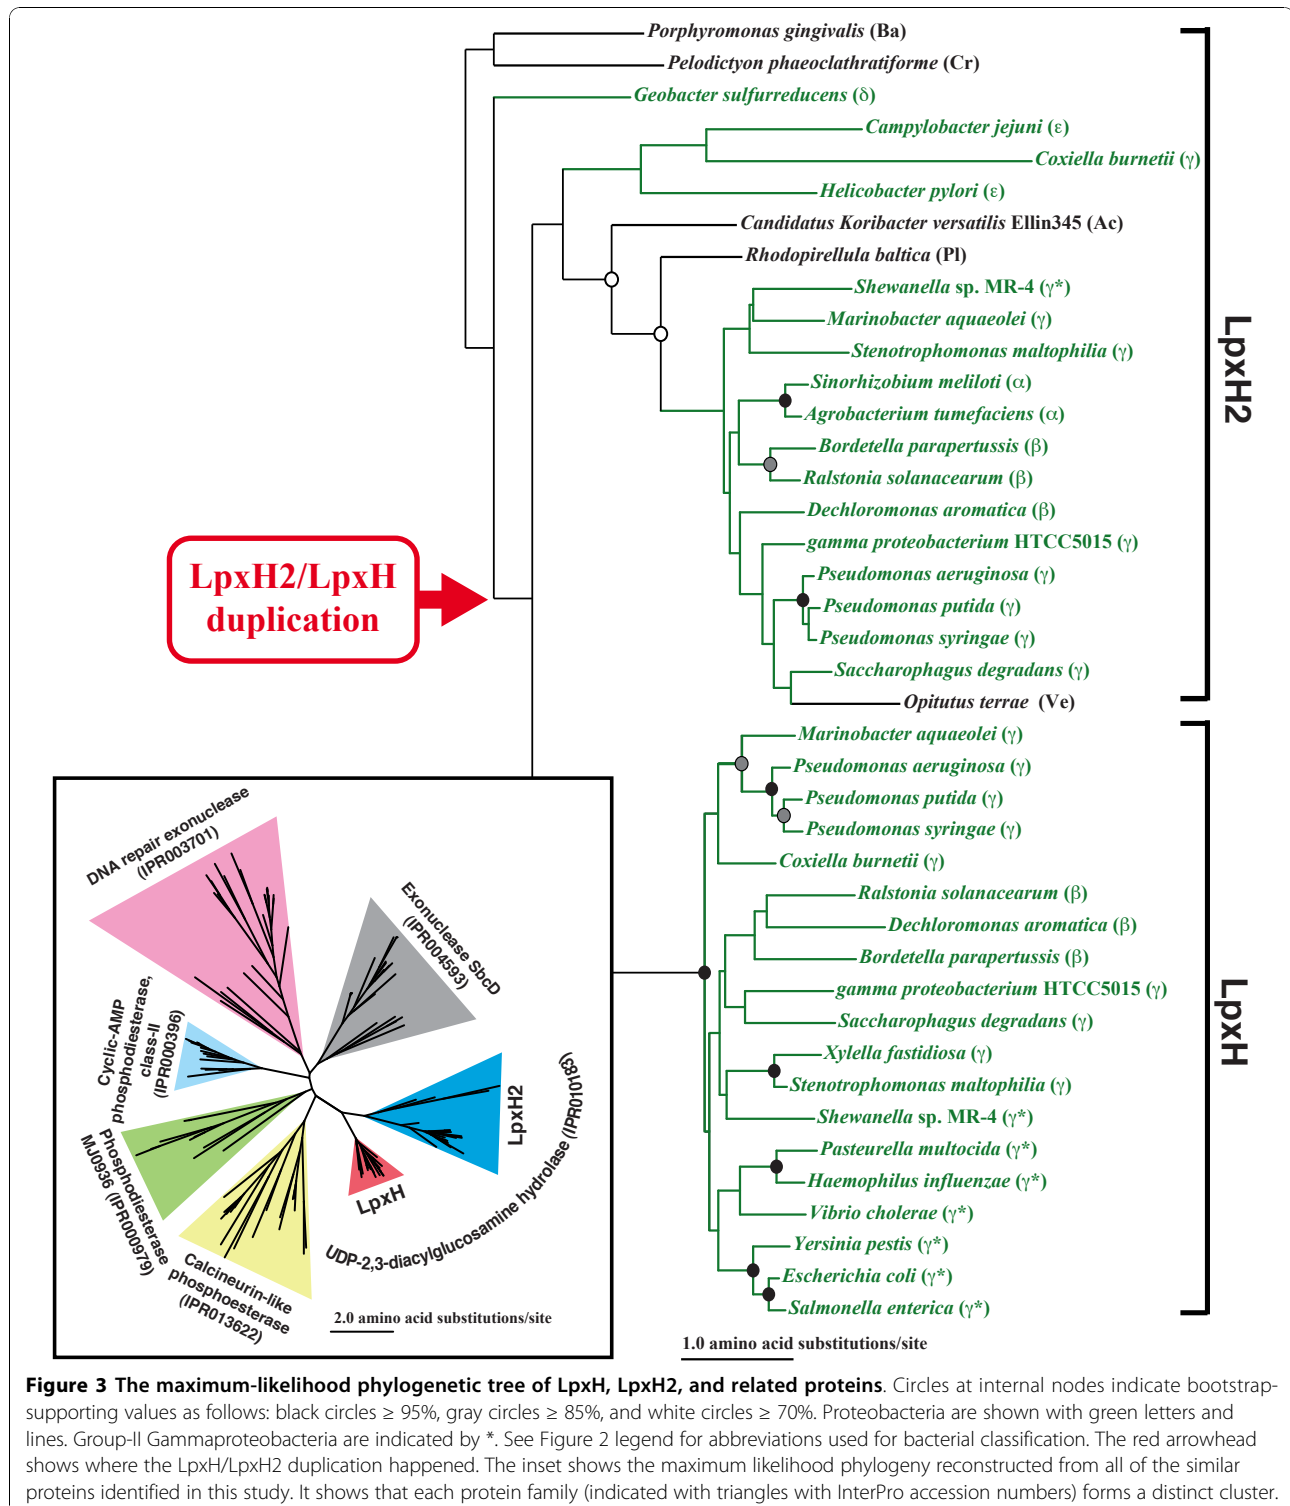 Porphyromonas gingivalis (Ba)
Pelodictyon phaeoclathratiforme (Cr)
Geobacter sulfurreducens (δ)
Campylobacter jejuni (ε)
Coxiella burnetii (γ)
Helicobacter pylori (ε)
Candidatus Koribacter versatilis Ellin345 (Ac)
Rhodopirellula baltica (Pl)
Shewanella sp. MR-4 (γ*)
Marinobacter aquaeolei (γ)
Stenotrophomonas maltophilia (γ)
Sinorhizobium meliloti (α)
Agrobacterium tumefaciens (α)
Bordetella parapertussis (β)
Ralstonia solanacearum (β)
Dechloromonas aromatica (β)
gamma proteobacterium HTCC5015 (γ)
Pseudomonas aeruginosa (γ)
Pseudomonas putida (γ)
Pseudomonas syringae (γ)
Saccharophagus degradans (γ)
Opitutus terrae (Ve)
LpxH2
LpxH2/LpxH
duplication
Marinobacter aquaeolei (γ)
Pseudomonas aeruginosa (γ)
Pseudomonas putida (γ)
Pseudomonas syringae (γ)
Coxiella burnetii (γ)
Ralstonia solanacearum (β)
Dechloromonas aromatica (β)
Bordetella parapertussis (β)
gamma proteobacterium HTCC5015 (γ)
Saccharophagus degradans (γ)
Xylella fastidiosa (γ)
Stenotrophomonas maltophilia (γ)
Shewanella sp. MR-4 (γ*)
Pasteurella multocida (γ*)
Haemophilus influenzae (γ*)
Vibrio cholerae (γ*)
Yersinia pestis (γ*)
Escherichia coli (γ*)
Salmonella enterica (γ*)
LpxH
1.0 amino acid substitutions/site
DNA repair exonuclease
(IPR003701)
Exonuclease SbcD
(IPR004593)
Cyclic-AMP
phosphodiesterase,
class-II
(IPR000396)
Phosphodiesterase
MJ0936 (IPR000979)
Calcineurin-like
phosphoesterase
(IPR013622)
LpxH
LpxH2
UDP-2,3-diacylglucosamine hydrolase (IPR010183)
2.0 amino acid substitutions/site
Figure 3 The maximum-likelihood phylogenetic tree of LpxH, LpxH2, and related proteins. Circles at internal nodes indicate bootstrap-
supporting values as follows: black circles ≥ 95%, gray circles ≥ 85%, and white circles ≥ 70%. Proteobacteria are shown with green letters and
lines. Group-II Gammaproteobacteria are indicated by *. See Figure 2 legend for abbreviations used for bacterial classification. The red arrowhead
shows where the LpxH/LpxH2 duplication happened. The inset shows the maximum likelihood phylogeny reconstructed from all of the similar
proteins identified in this study. It shows that each protein family (indicated with triangles with InterPro accession numbers) forms a distinct cluster.